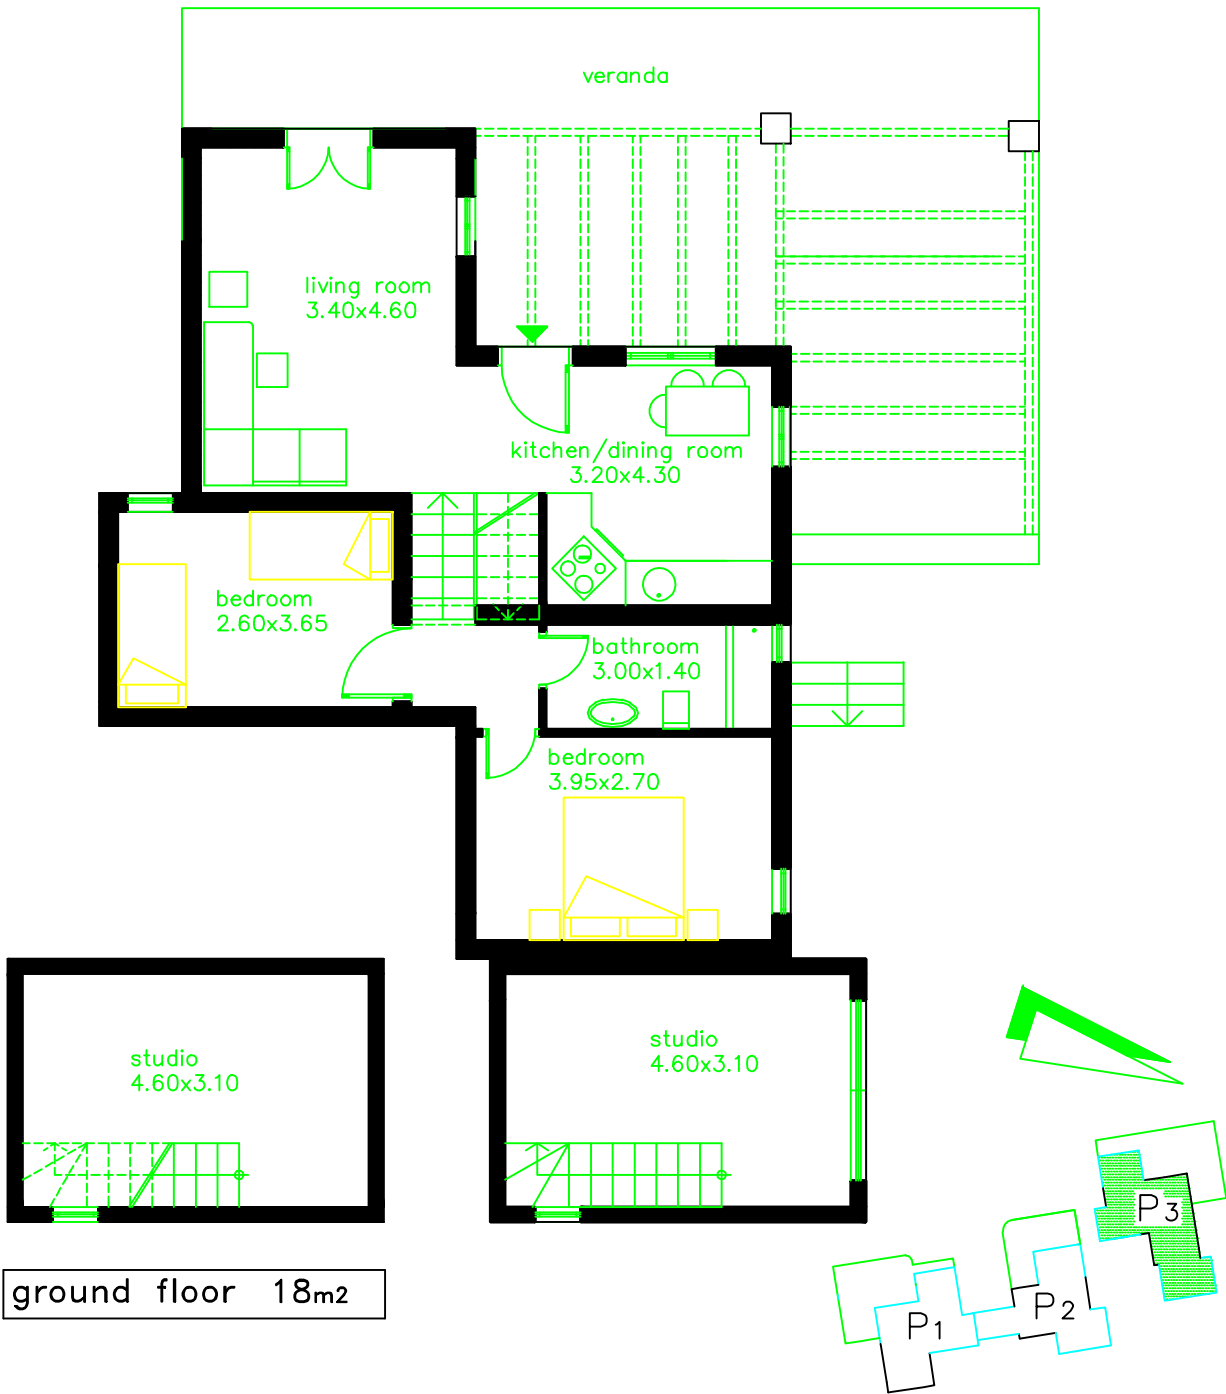 veranda
living room
3.40x4.60
kitchen/dining room
3.20x4.30
bedroom
2.60x3.65
bathroom
3.00x1.40
bedroom
3.95x2.70
studio
4.60x3.10
studio
4.60x3.10
P3
P2
P1
ground floor 18m2